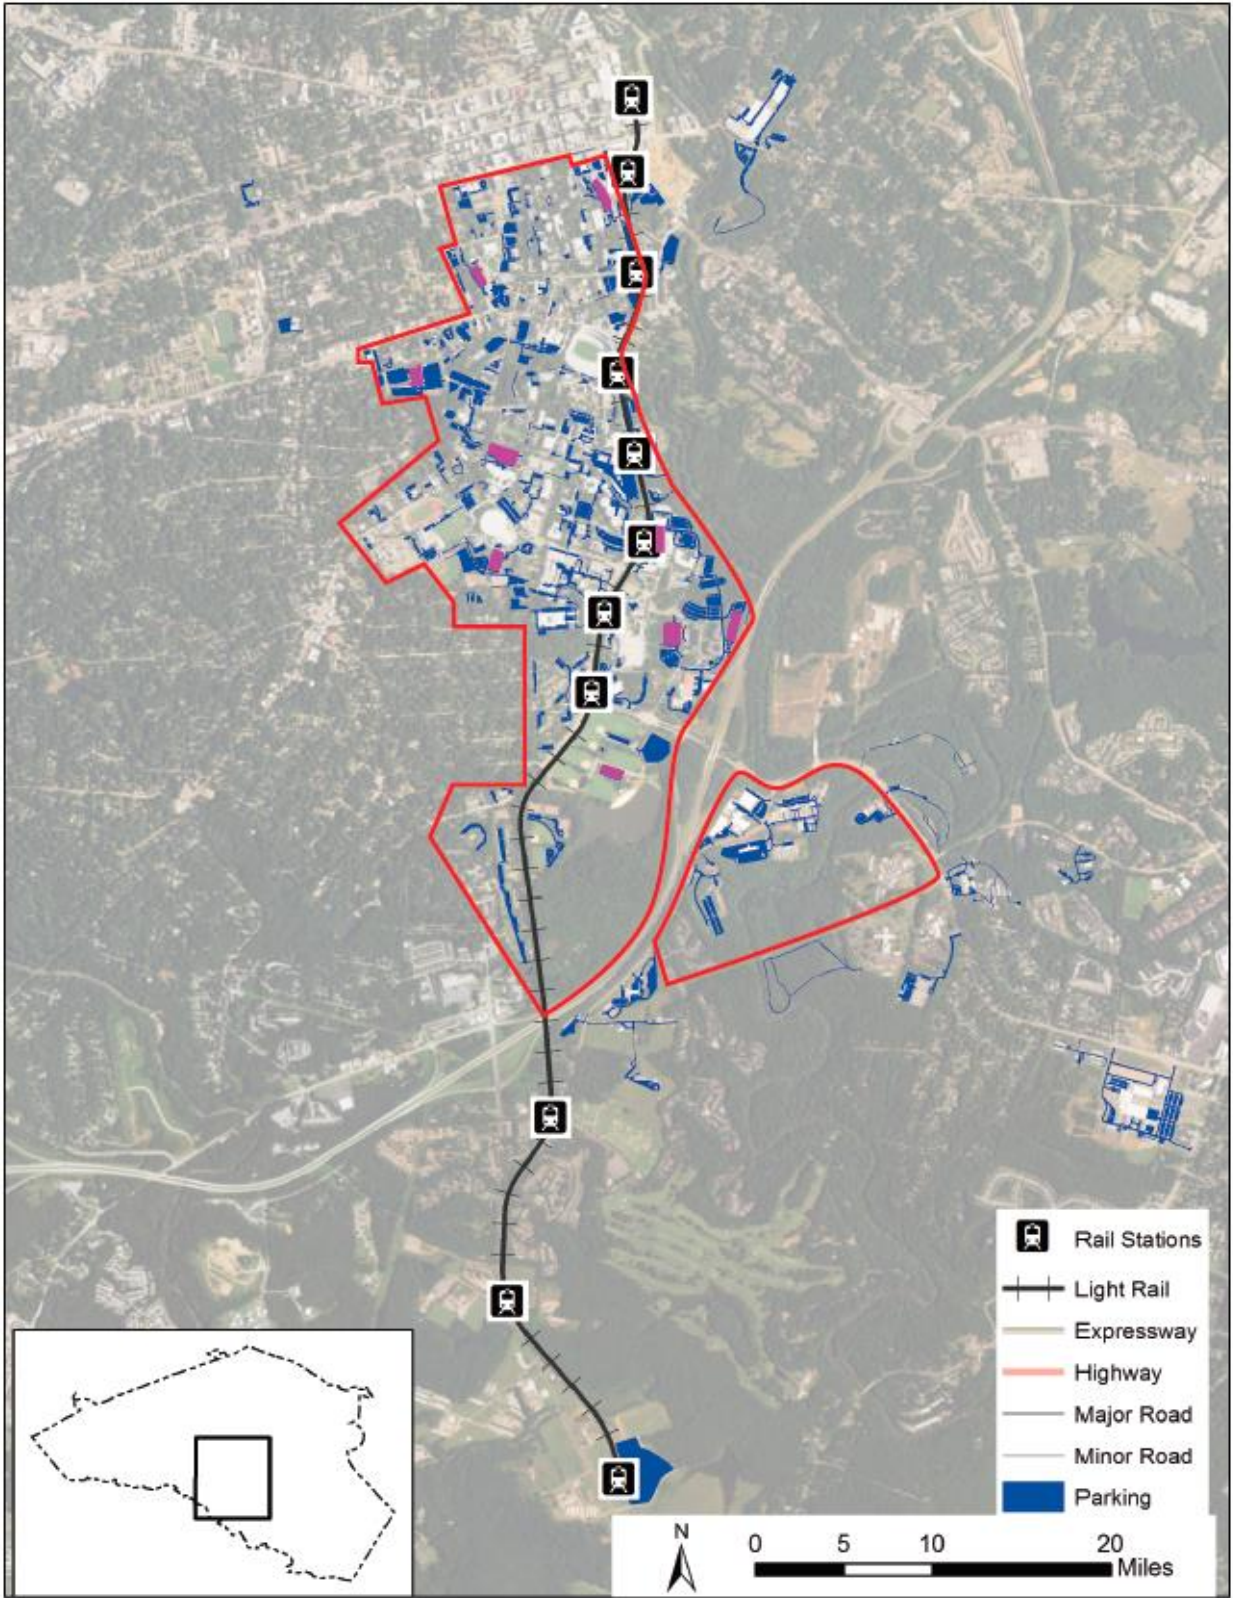 Rail Stations
Light Rail
Expressway
Highway
Major Road
Minor Road
Parking
N
0 5 10 20
Miles